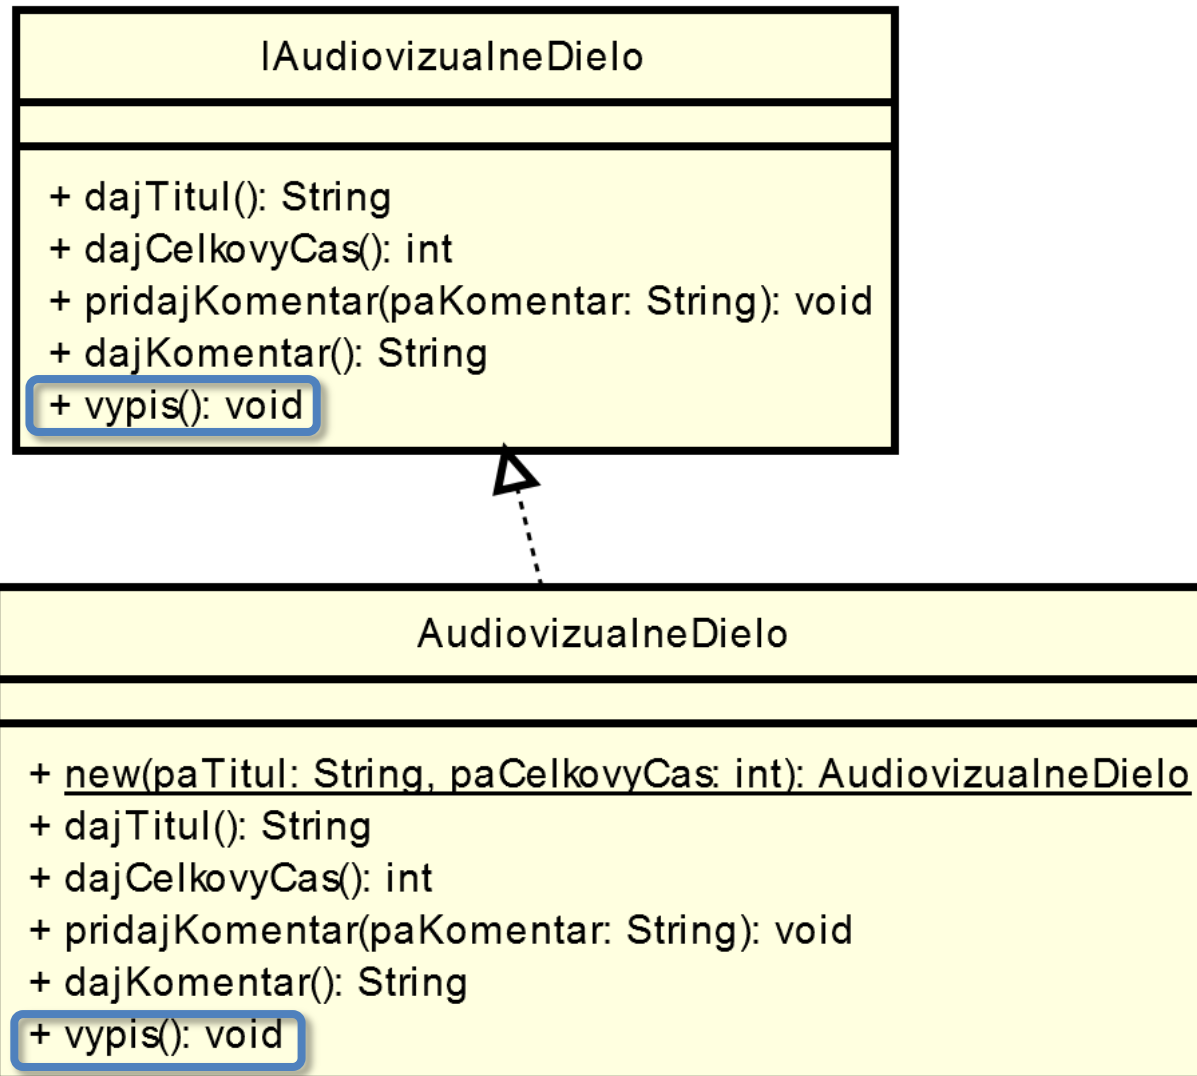 IAudiovizualneDielo
+ dajTitul(): String
+ dajCelkovyCas(): int
+ pridajKomentar(paKomentar: String): void
+ dajKomentar(): String
+ vypis(): void
AudiovizualneDielo
+ new(paTitul: String, paCelkovyCas: int): AudiovizualneDielo
+ dajTitul(): String
+ dajCelkovyCas(): int
+ pridajKomentar(paKomentar: String): void
+ dajKomentar(): String
+ vypis(): void